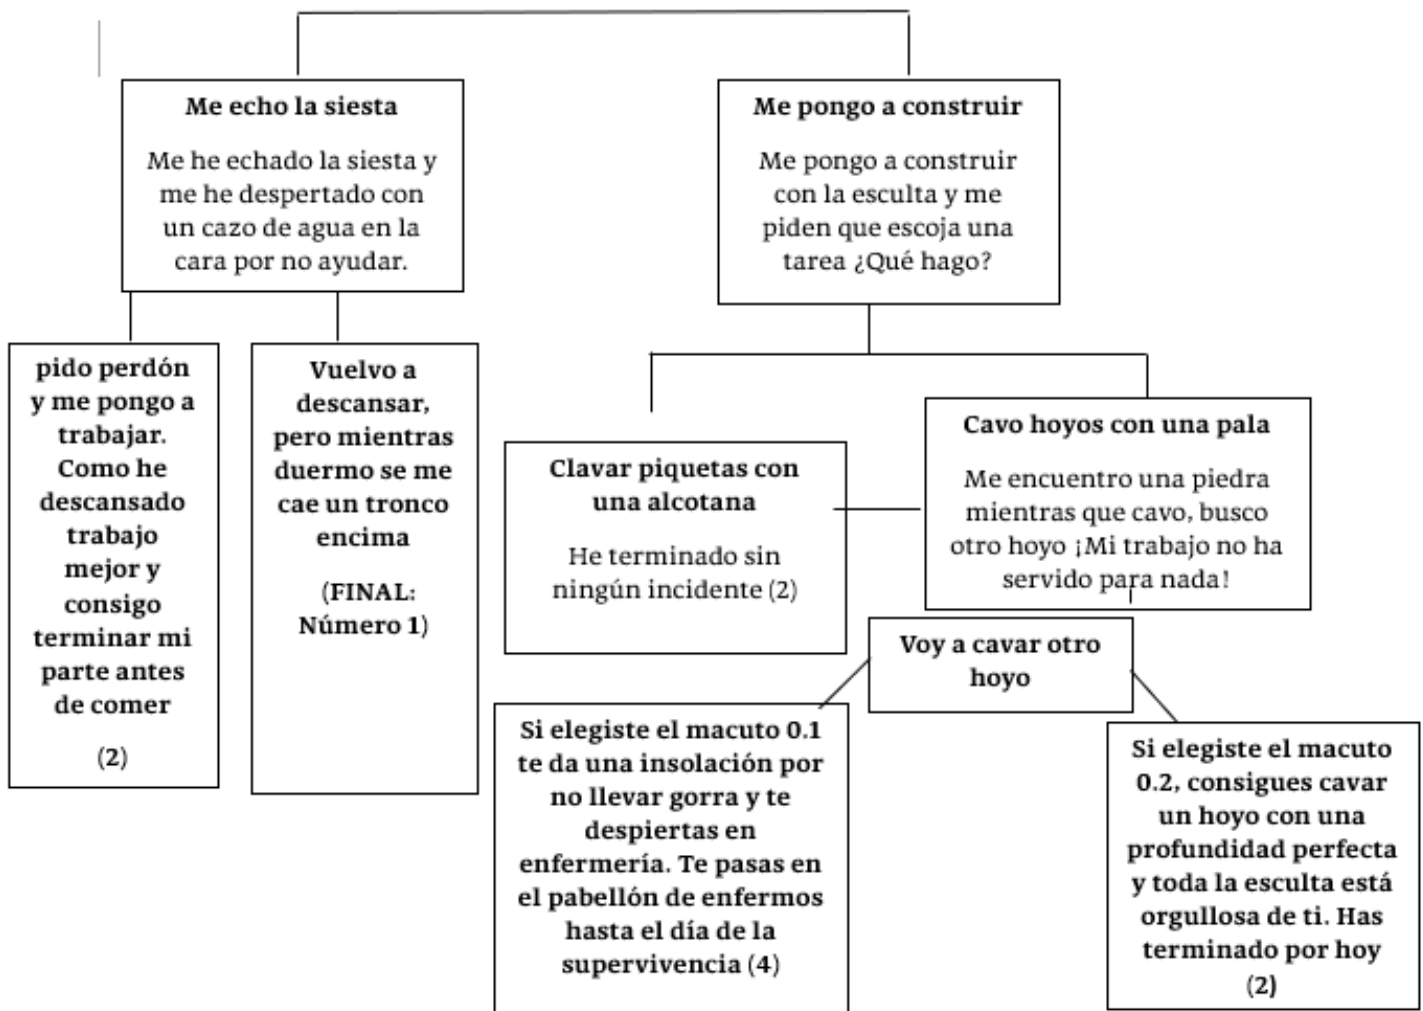 Me echo la siesta
Me he echado la siesta y
me he despertado con
un cazo de agua en la
cara por no ayudar.
Me pongo a construir
Me pongo a construir
con la esculta y me
piden que escoja una
tarea ¿Qué hago?
pido perdón
y me pongo a
trabajar.
Como he
descansado
trabajo
mejor y
consigo
terminar mi
parte antes
de comer
(2)
Vuelvo a
descansar,
pero mientras
duermo se me
cae un tronco
encima
(FINAL:
Número 1)
Clavar piquetas con
una alcotana
He terminado sin
ningún incidente (2)
Cavo hoyos con una pala
Me encuentro una piedra
mientras que cavo, busco
otro hoyo ¡Mi trabajo no ha
servido para nada!
Voy a cavar otro
hoyo
Si elegiste el macuto 0.1
te da una insolación por
no llevar gorra y te
despiertas en
enfermería. Te pasas en
el pabellón de enfermos
hasta el día de la
supervivencia (4)
Si elegiste el macuto
0.2, consigues cavar
un hoyo con una
profundidad perfecta
y toda la esculta está
orgullosa de ti. Has
terminado por hoy
(2)